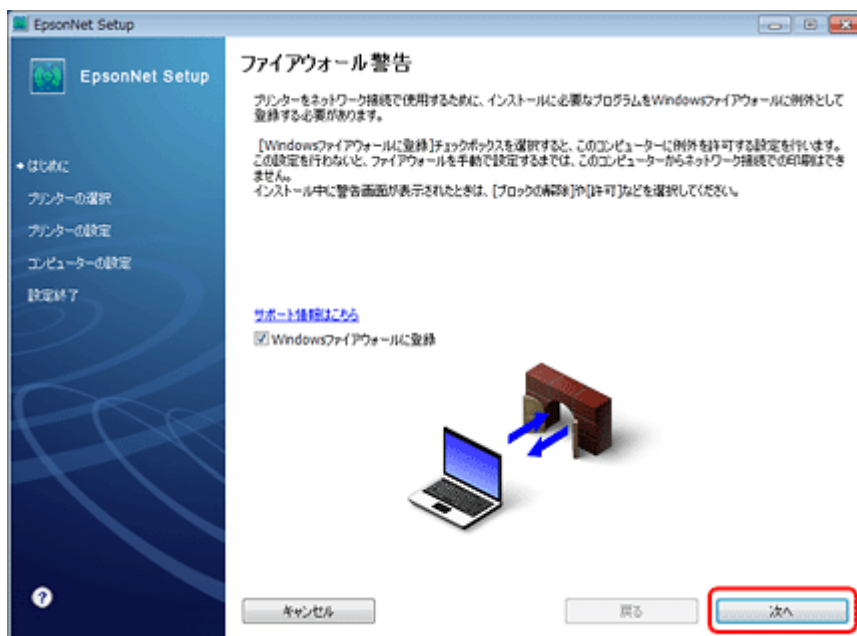 EpsonNet Setup
EpsonNet Setup
はじめに
プリンターの選択
プリンターの設定
コンピューターの設定
設定終了
ファイアウォール警告
プリンターをネットワーク接続で使用するために、インストールに必要なプログラムをWindowsファイアウォールに例外として
登録する必要があります。
[Windowsファイアウォールに登録]チェックボックスを選択すると、このコンピューターに例外を許可する設定を行います。
この設定を行わないと、ファイアウォールを手動で設定するまでは、このコンピューターからネットワーク接続での印刷はでき
ません。
インストール中に警告画面が表示されたときは、[ブロックの解除]や[許可]などを選択してください。
サポート情報はこちら
Windowsファイアウォールに登録
キャンセル
戻る
次へ